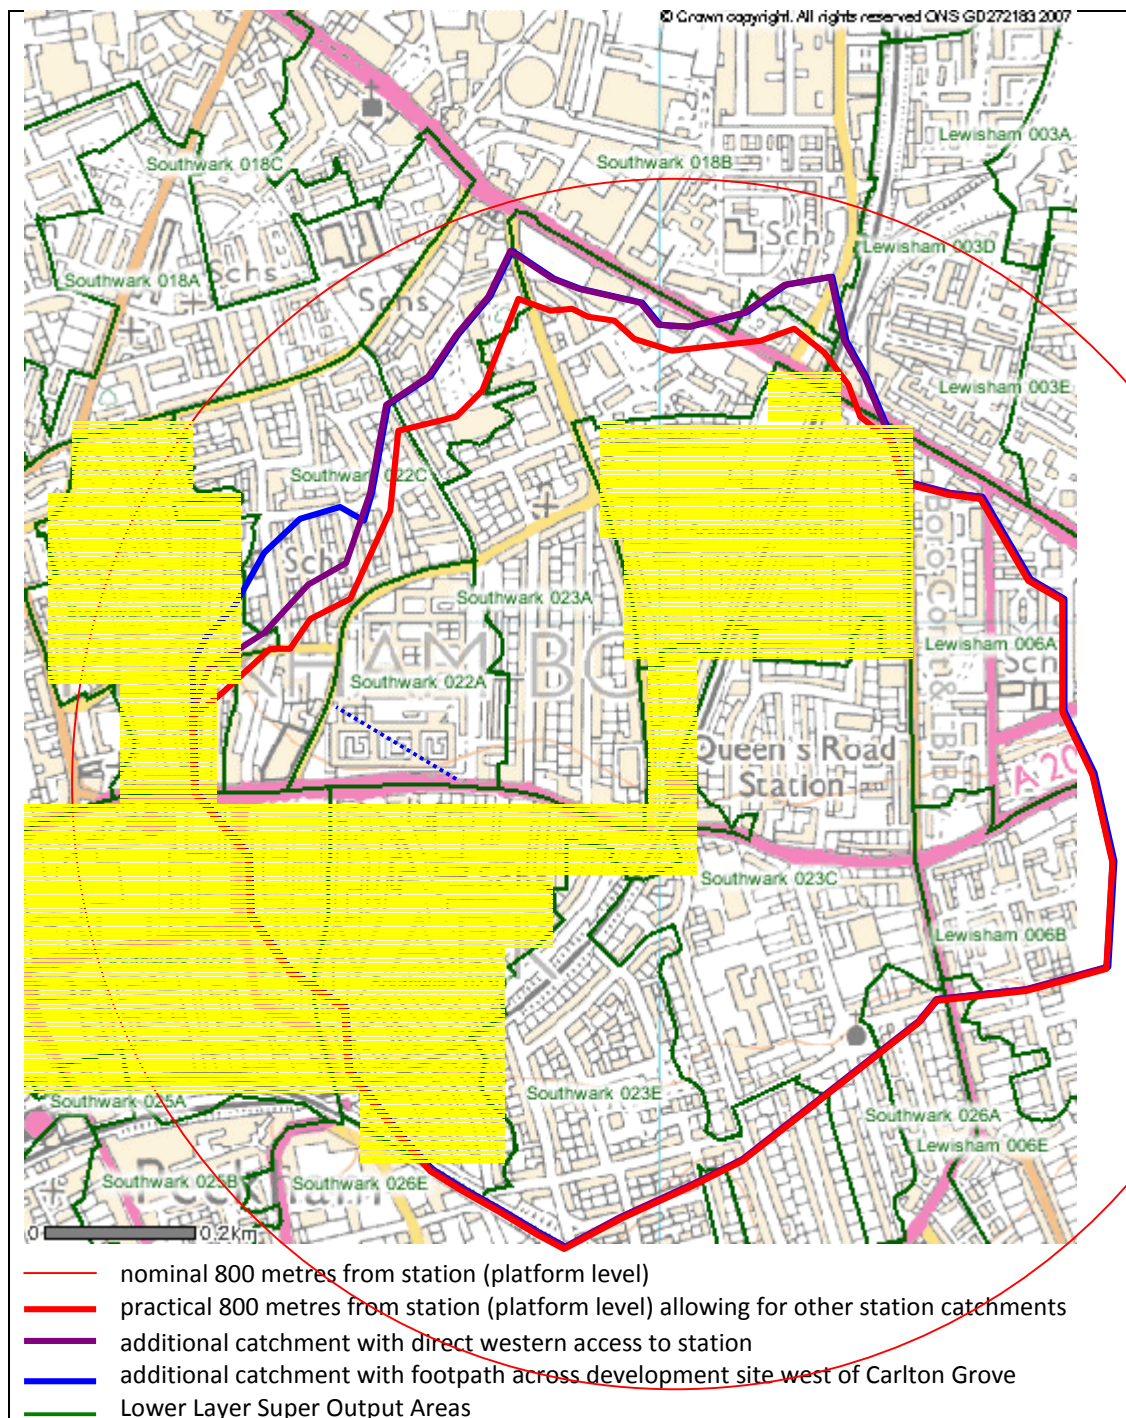 © Crown copyright. All rights reserved ONS GD272183 2007
Lewisham 003A
Southwark 018C
Southwark 018B
Sch
Lewisham 003D
Southwark 018A
Schs
Schs
Lewisham 003E
Southwark 022C
Sch
Southwark 023A
Lewisham 006A
Sch
Southwark 022A
Queen's Road
Station
A 20
Southwark 023C
Lewisham 006B
Southwark 023E
Southwark 025A
Southwark 026A
Lewisham 006E
Southwark 025B
Peckham
Southwark 026E
0
0.2km
nominal 800 metres from station (platform level)
practical 800 metres from station (platform level) allowing for other station catchments
additional catchment with direct western access to station
additional catchment with footpath across development site west of Carlton Grove
Lower Layer Super Output Areas